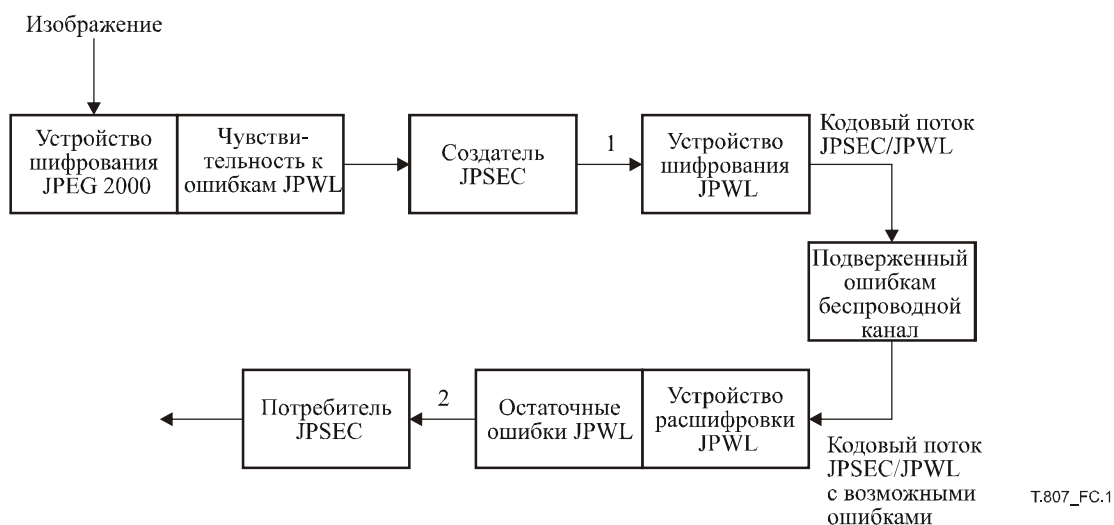 Изображение
Устройство
шифрования
JPEG 2000
Чувстви-
тельность к
ошибкам JPWL
Создатель
JPSEC
1
Устройство
шифрования
JPWL
Кодовый поток
JPSEC/JPWL
Подверженный
ошибкам
беспроводной
канал
Потребитель
JPSEC
2
Остаточные
ошибки JPWL
Устройство
расшифровки
JPWL
Кодовый поток
JPSEC/JPWL
с возможными
ошибками
T.807_FC.1